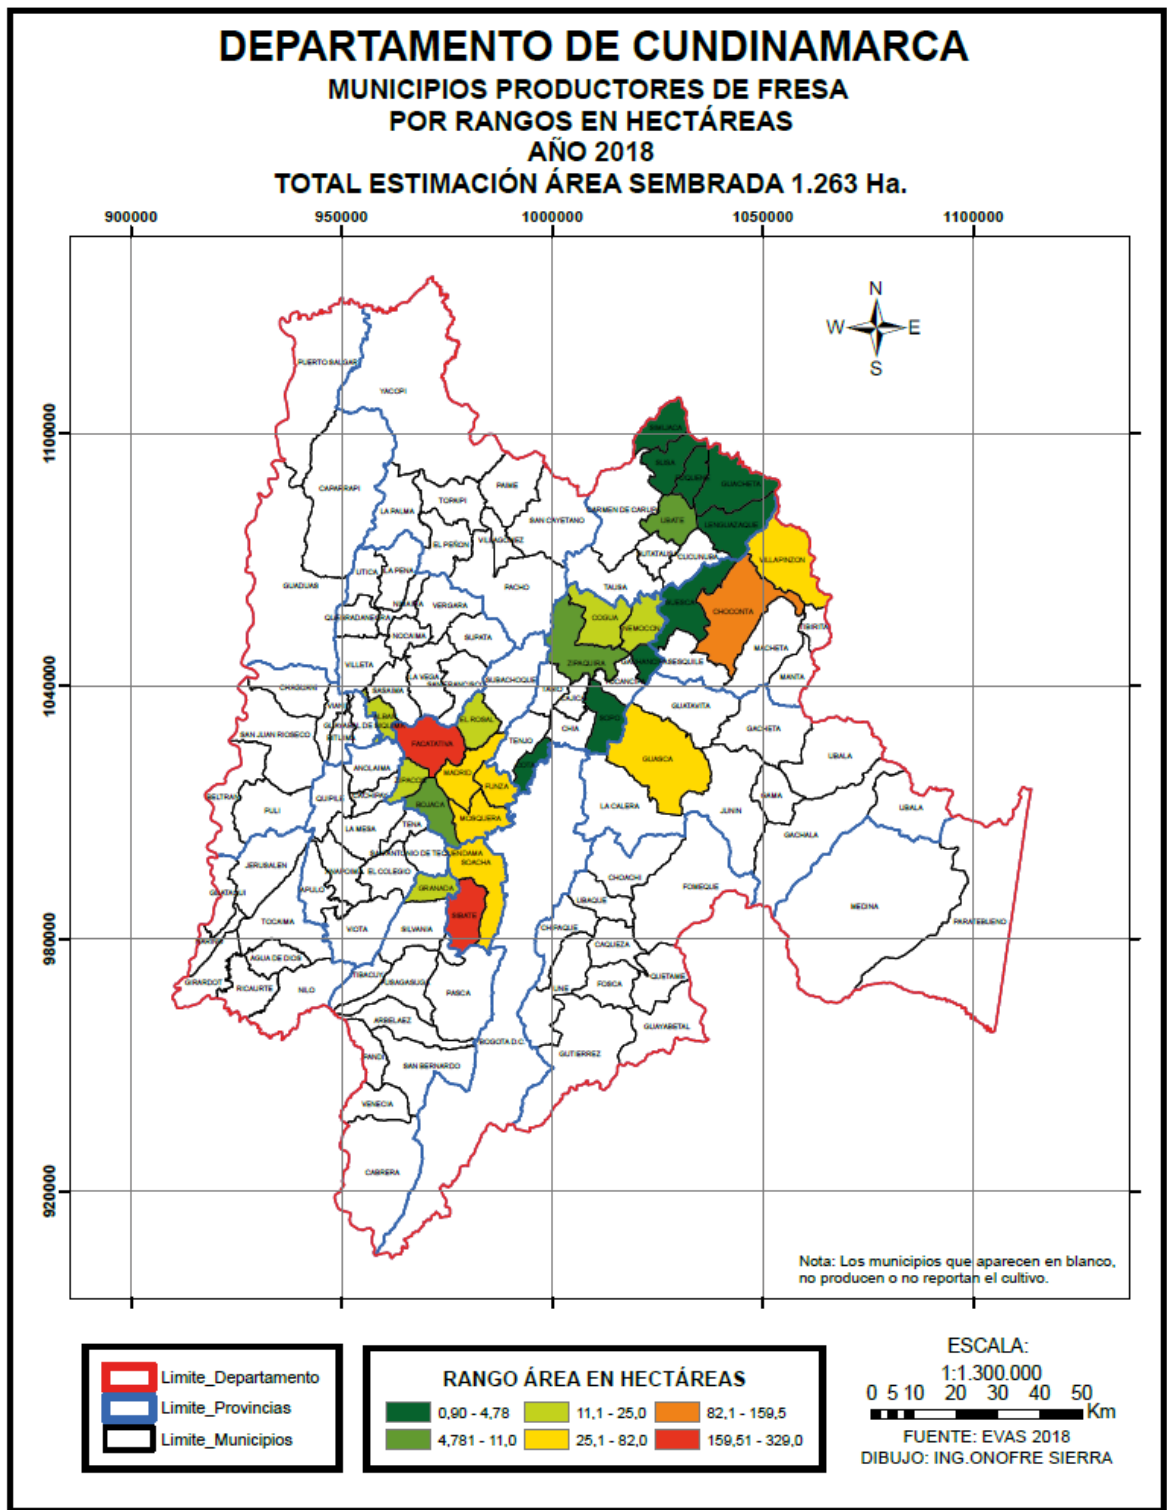 DEPARTAMENTO DE CUNDINAMARCA
MUNICIPIOS PRODUCTORES DE FRESA
POR RANGOS EN HECTÁREAS
AÑO 2018
TOTAL ESTIMACIÓN ÁREA SEMBRADA 1.263 Ha.
900000 950000 1000000 1050000 1100000
N
W E
S
1100000
1040000
980000
920000
PUERTO SALGAR
YACOPI
CAPARRAPI
LA PALMA
TOPAIPI
PAIME
SAN CAYETANO
EL PEÑON
VILLAGOMEZ
CARMEN DE CARUPA
SIMIJACA
SUSA
GUACHETA
UBATE
LENGUAZAQUE
CUCUNUBA
VILLAPINZON
GUADUAS
UTICA
LA PEÑA
PACHO
TAUSA
VERGARA
QUEBRADANEGRA
NOCAIMA
SUPATA
COGUA
NEMOCON
SUESCA
CHOCONTA
TIBIRITA
MACHETA
MANTA
VILLETA
LA VEGA
SAN FRANCISCO
SUBACHOQUE
ZIPAQUIRA
SESQUILE
CHAGUANI
SASAIMA
GUATAVITA
SAN JUAN RIOSECO
EL ROSAL
TENJO
CHIA
SOPO
GACHETA
FACATATIVA
GUASCA
UBALA
ANOLAIMA
MADRID
FUNZA
BELTRAN
PULI
QUIPILE
BOJACA
MOSQUERA
LA CALERA
JUNIN
GAMA
GACHALA
UBALA
LA MESA
TENA
SAN ANTONIO DE TEQUENDAMA
SOACHA
JERUSALEN
EL COLEGIO
CHOACHI
FOMEQUE
APULO
GRANADA
UBAQUE
MEDINA
TOCAIMA
VIOTA
SILVANIA
SIBATE
CHIPAQUE
PARATEBUENO
CAQUEZA
AGUA DE DIOS
GIRARDOT
RICAURTE
NILO
TIBACUY
PASCA
UNE
FOSCA
QUETAME
ARBELAEZ
GUAYABETAL
BOGOTA D.C.
GUTIERREZ
PANDI
SAN BERNARDO
VENECIA
CABRERA
Nota: Los municipios que aparecen en blanco,
no producen o no reportan el cultivo.
Limite_Departamento
Limite_Provincias
Limite_Municipios
RANGO ÁREA EN HECTÁREAS
0,90 - 4,78 11,1 - 25,0 82,1 - 159,5
4,781 - 11,0 25,1 - 82,0 159,51 - 329,0
ESCALA:
1:1.300.000
0 5 10 20 30 40 50
Km
FUENTE: EVAS 2018
DIBUJO: ING.ONOFRE SIERRA